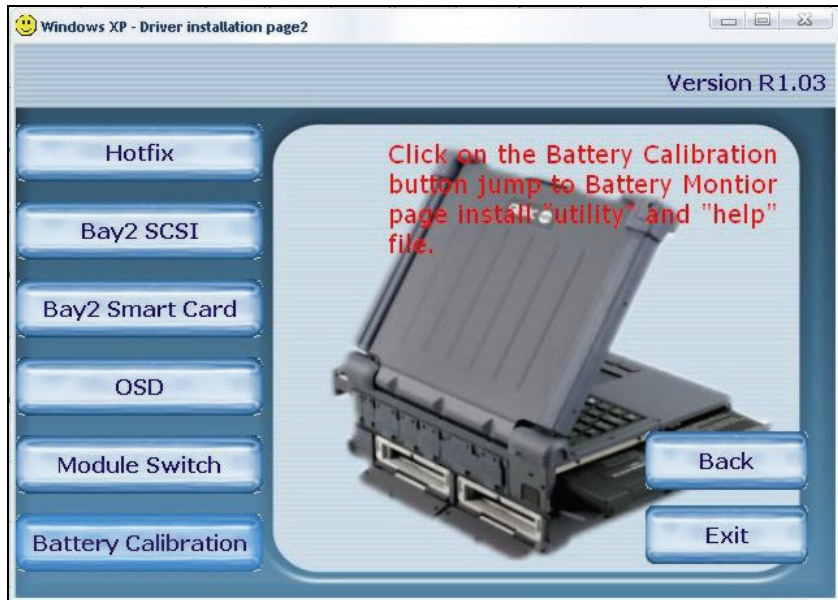 Windows XP - Driver installation page2
Version R1.03
Hotfix
Bay2 SCSI
Bay2 Smart Card
OSD
Module Switch
Battery Calibration
Click on the Battery Calibration
button jump to Battery Montior
page install "utility" and "help"
file.
Back
Exit